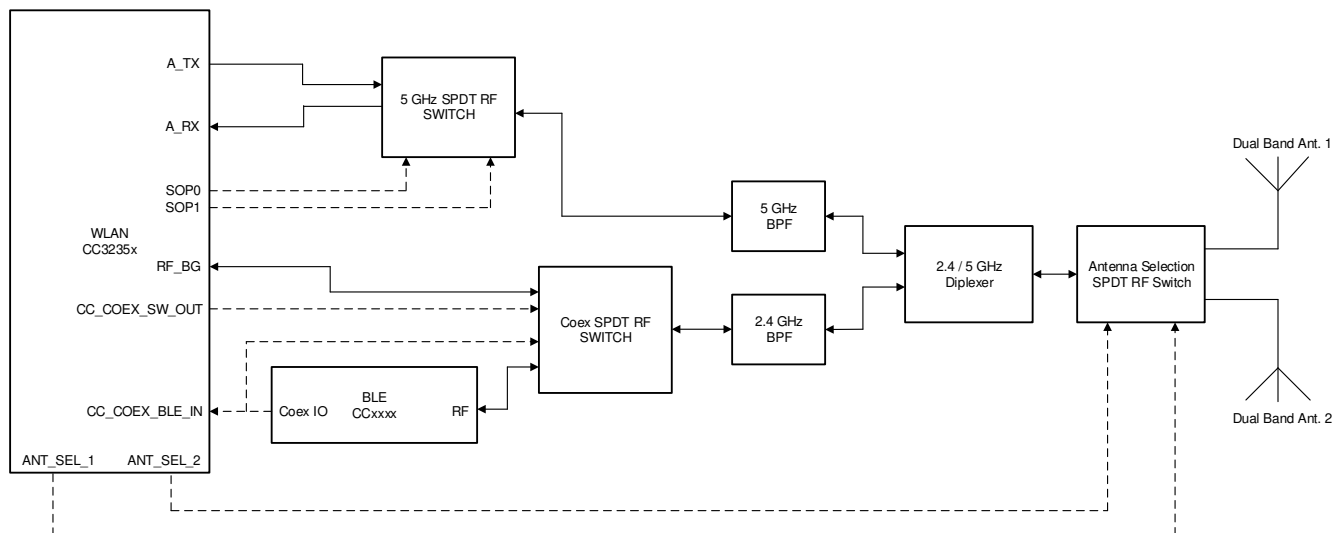 A_TX
A_RX
SOP0
SOP1
WLAN
CC3235x
RF_BG
CC_COEX_SW_OUT
CC_COEX_BLE_IN
ANT_SEL_1
ANT_SEL_2
5 GHz SPDT RF
SWITCH
Coex IO
BLE
CCxxxx
RF
Coex SPDT RF
SWITCH
5 GHz
BPF
2.4 GHz
BPF
2.4 / 5 GHz
Diplexer
Antenna Selection
SPDT RF Switch
Dual Band Ant. 1
Dual Band Ant. 2